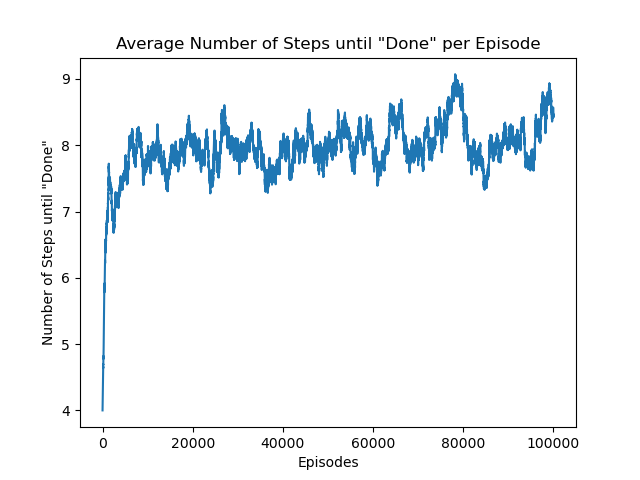 Average Number of Steps until "Done" per Episode
9
8
7
6
5
4
Number of Steps until "Done"
0 20000 40000 60000 80000 100000
Episodes